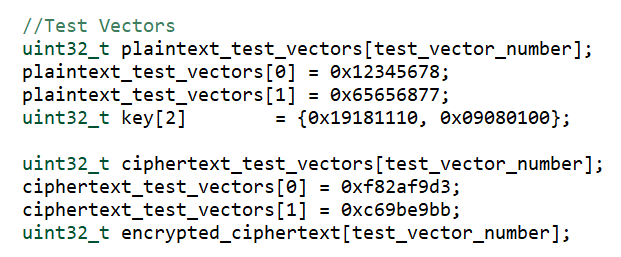 //Test Vectors
uint32_t plaintext_test_vectors[test_vector_number];
plaintext_test_vectors[0] = 0x12345678;
plaintext_test_vectors[1] = 0x65656877;
uint32_t key[2]        = {0x19181110, 0x09080100};
uint32_t ciphertext_test_vectors[test_vector_number];
ciphertext_test_vectors[0] = 0xf82af9d3;
ciphertext_test_vectors[1] = 0xc69be9bb;
uint32_t encrypted_ciphertext[test_vector_number];